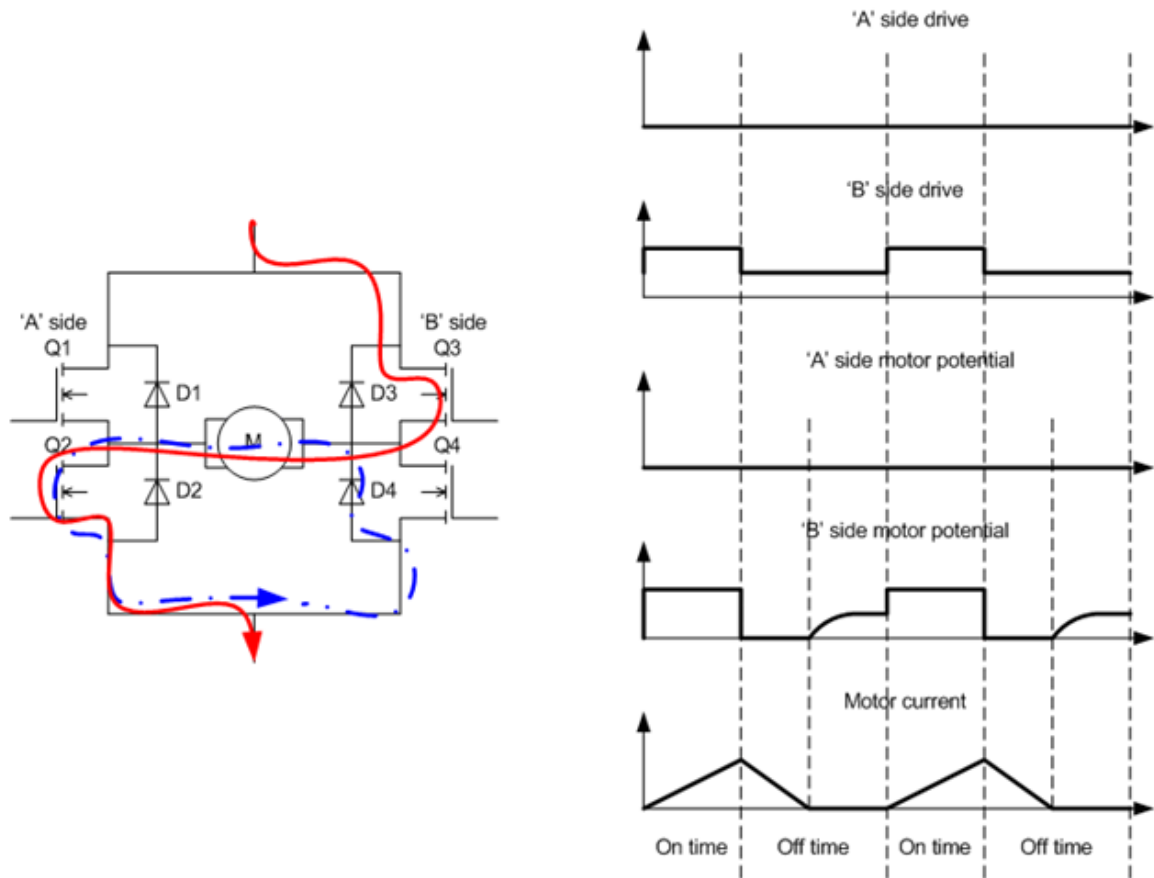 'A' side
Q1
D1
Q2
D2
M
'B' side
Q3
D3
Q4
D4
'A' side drive
'B' side drive
'A' side motor potential
'B' side motor potential
Motor current
On time Off time On time Off time